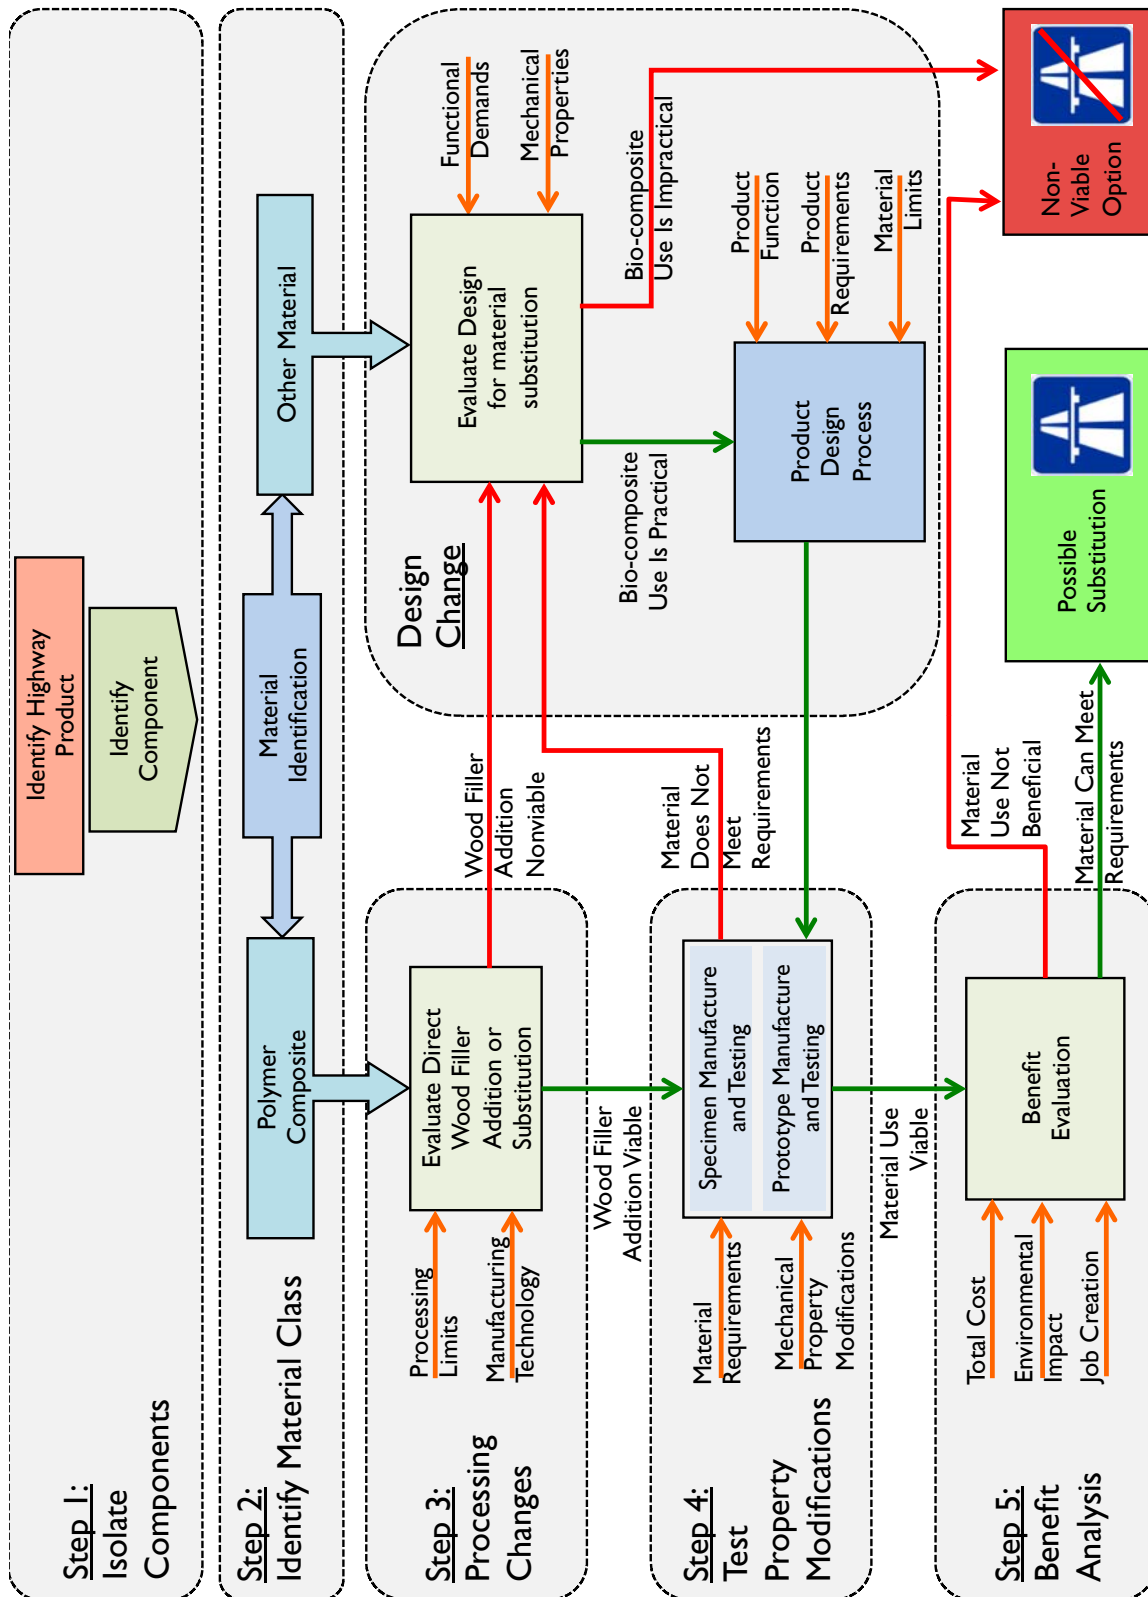 Step 1:
Isolate
Components
Identify Highway
Product
Identify
Component
Step 2:
Identify Material Class
Polymer
Composite
Material
Identification
Other Material
Step 3:
Processing
Changes
Processing
Limits
Manufacturing
Technology
Evaluate Direct
Wood Filler
Addition or
Substitution
Wood Filler
Addition
Nonviable
Wood Filler
Addition Viable
Design
Change
Evaluate Design
for material
substitution
Functional
Demands
Mechanical
Properties
Bio-composite
Use Is Practical
Bio-composite
Use Is Impractical
Product
Design
Process
Product
Function
Product
Requirements
Material
Limits
Step 4:
Test
Property
Modifications
Material
Requirements
Mechanical
Property
Modifications
Specimen Manufacture
and Testing
Prototype Manufacture
and Testing
Material
Does Not
Meet
Requirements
Material Use
Viable
Step 5:
Benefit
Analysis
Total Cost
Environmental
Impact
Job Creation
Benefit
Evaluation
Material
Use Not
Beneficial
Material Can Meet
Requirements
Possible
Substitution
Non-
Viable
Option